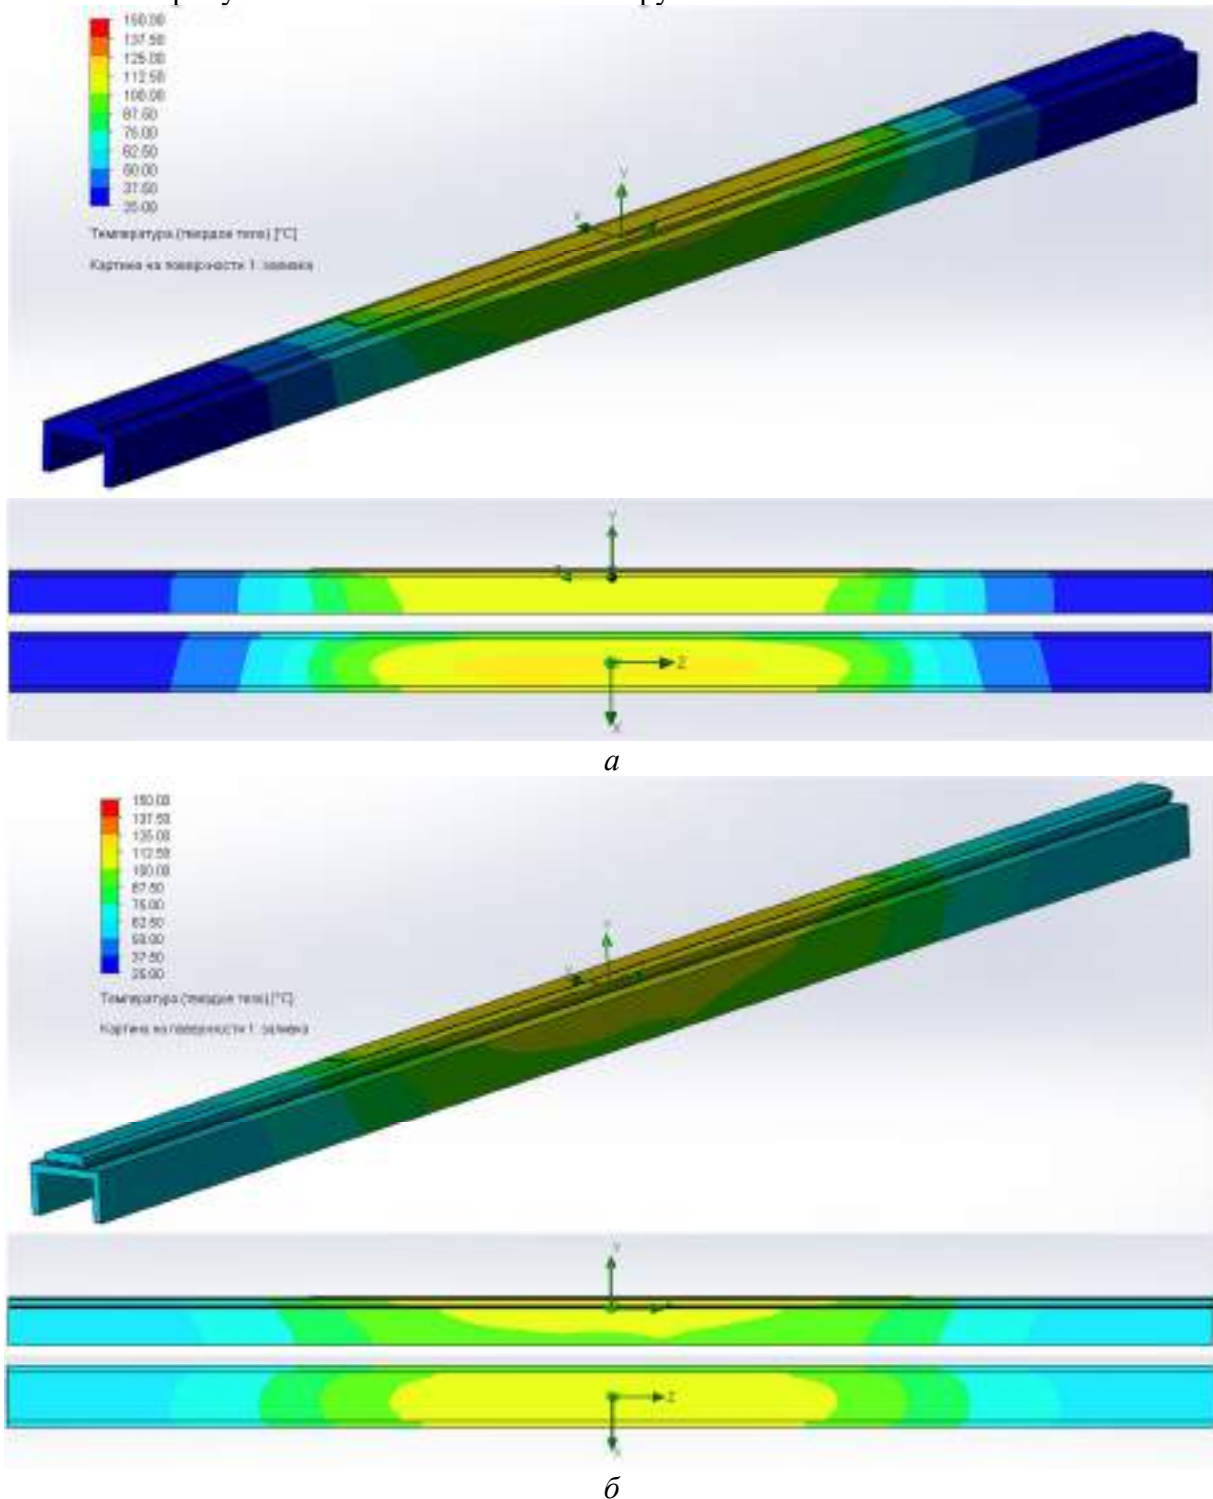 150.00
137.50
125.00
112.50
100.00
87.50
75.00
62.50
50.00
37.50
25.00
Температура (твердое тело) [°C]
Картина на поверхности 1: заливка
Y
X
Y
Z
X
а
150.00
137.50
125.00
112.50
100.00
87.50
75.00
62.50
50.00
37.50
25.00
Температура (твердое тело) [°C]
Картина на поверхности 1: заливка
Y
X
Y
Z
X
б